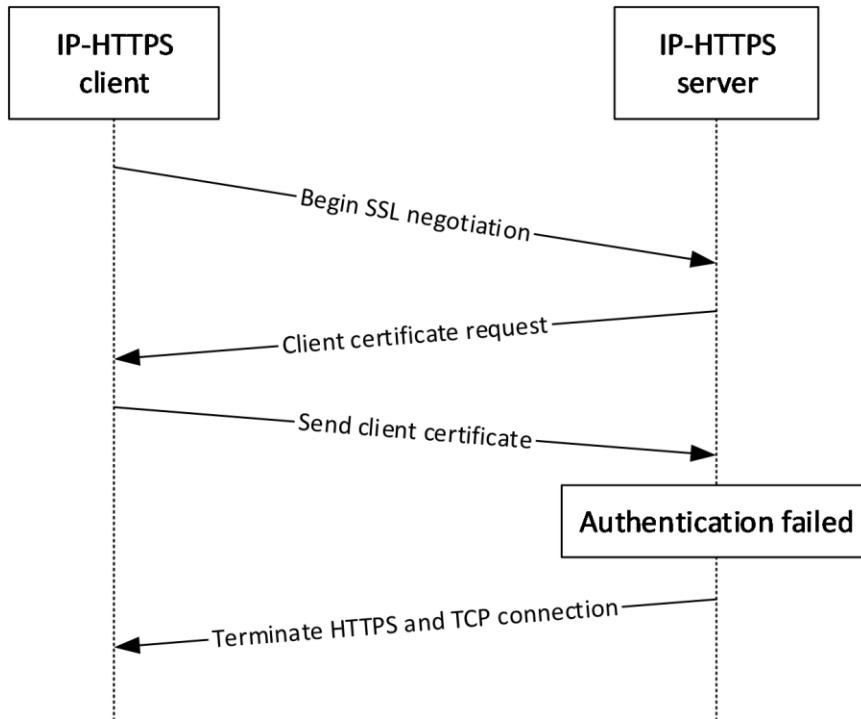 IP-HTTPS
client
IP-HTTPS
server
Begin SSL negotiation
Client certificate request
Send client certificate
Authentication failed
Terminate HTTPS and TCP connection